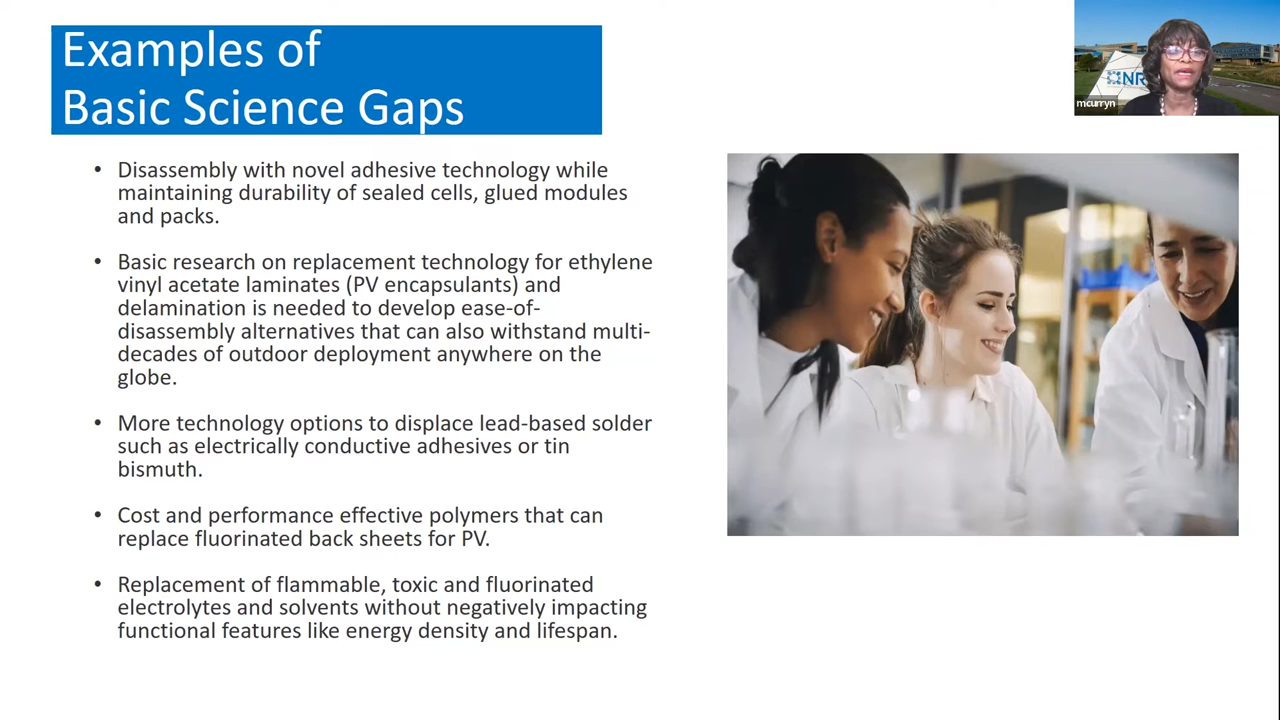 Examples of
Basic Science Gaps
• Disassembly with novel adhesive technology while
maintaining durability of sealed cells, glued modules
and packs.
• Basic research on replacement technology for ethylene
vinyl acetate laminates (PV encapsulants) and
delamination is needed to develop ease-of-
disassembly alternatives that can also withstand multi-
decades of outdoor deployment anywhere on the
globe.
• More technology options to displace lead-based solder
such as electrically conductive adhesives or tin
bismuth.
• Cost and performance effective polymers that can
replace fluorinated back sheets for PV.
• Replacement of flammable, toxic and fluorinated
electrolytes and solvents without negatively impacting
functional features like energy density and lifespan.
NR
mcurryn